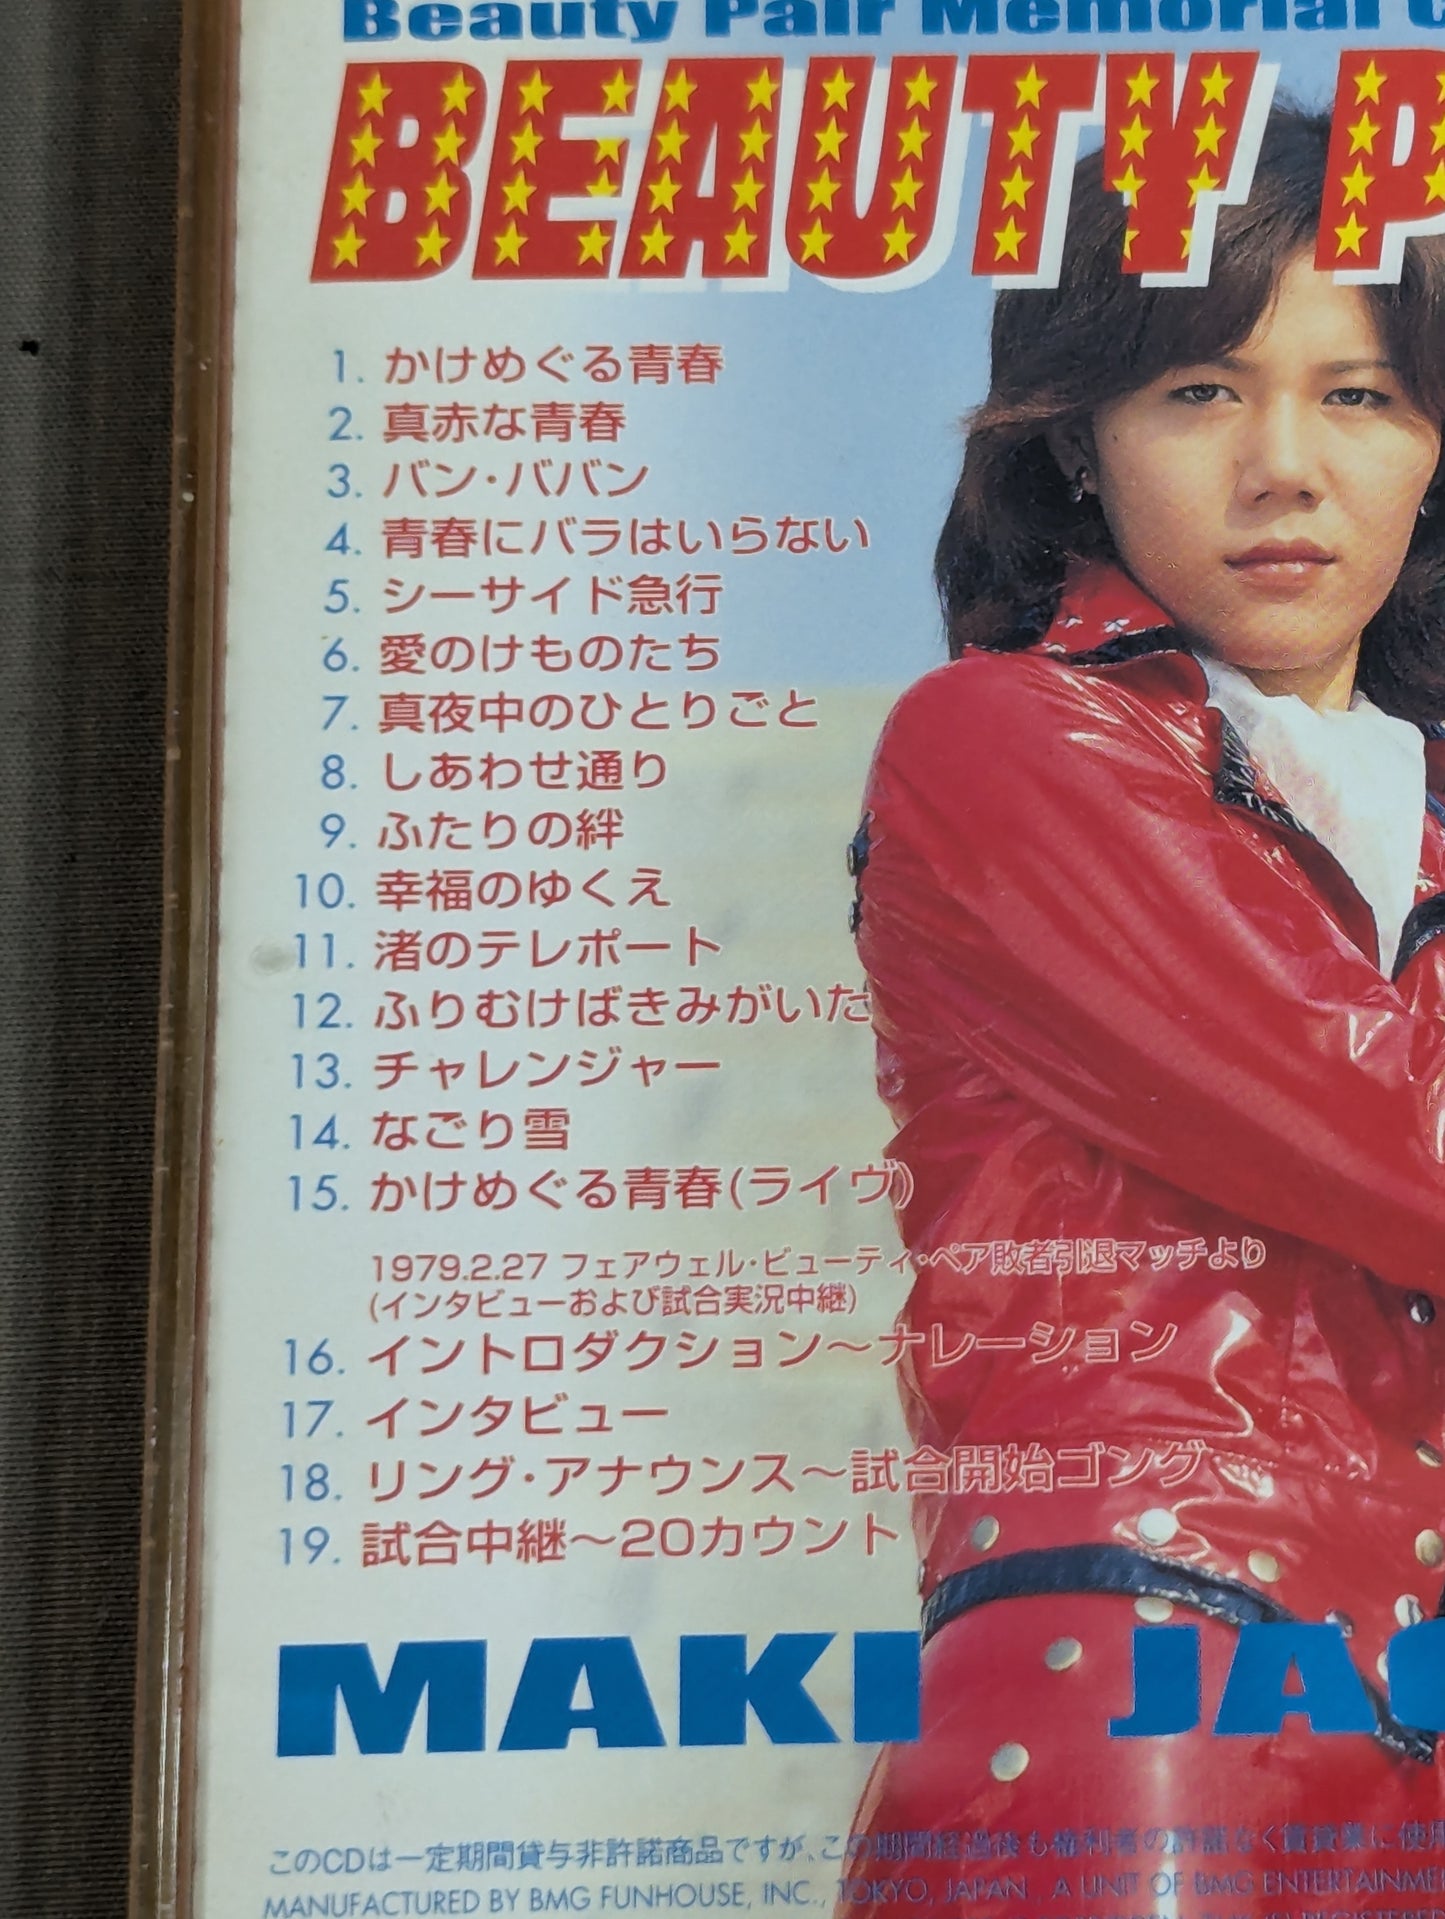 Beauty Pair Memorial
BEAUTY P
1. かけめぐる青春
2. 真赤な青春
3. バン・ババン
4. 青春にバラはいらない
5. シーサイド急行
6. 愛のけものたち
7. 真夜中のひとりごと
8. しあわせ通り
9. ふたりの絆
10. 幸福のゆくえ
11. 渚のテレポート
12. ふりむけばきみがいた
13. チャレンジャー
14. なごり雪
15. かけめぐる青春(ライヴ)
1979.2.27 フェアウェル・ビューティ・ペア敗者引退マッチより
(インタビューおよび試合実況中継)
16. イントロダクション〜ナレーション
17. インタビュー
18. リング・アナウンス〜試合開始ゴング
19. 試合中継〜20カウント
MAKI JAC
このCDは一定期間貸与非許諾商品ですが、この期間経過後も権利者の許諾なく賃貸業に使用
MANUFACTURED BY BMG FUNHOUSE, INC., TOKYO, JAPAN. A UNIT OF BMG ENTERTAINME